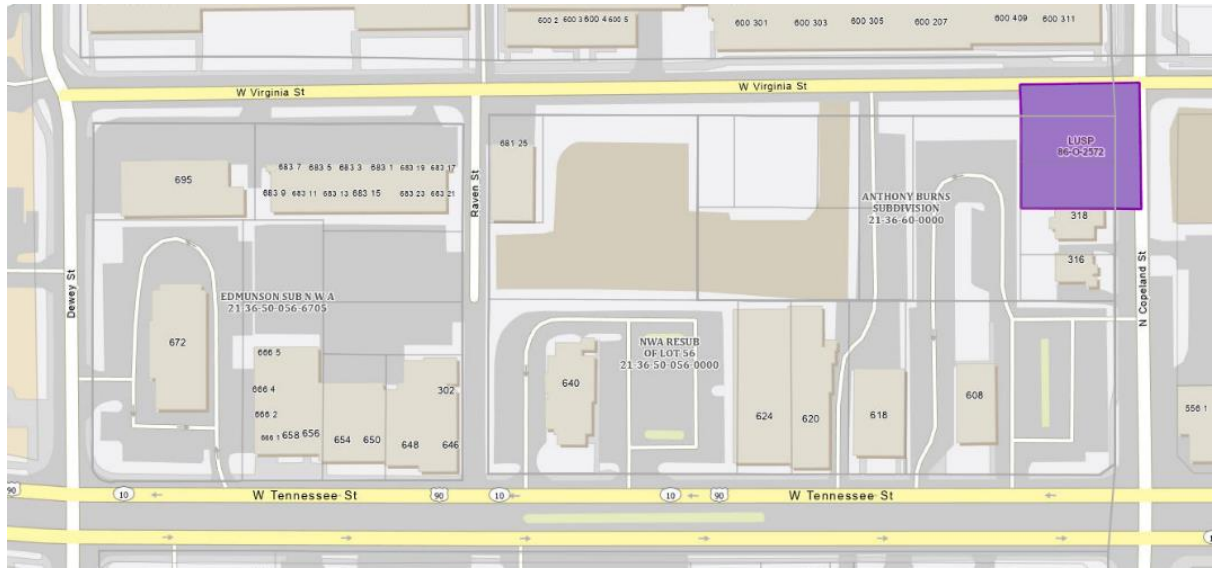 600 2 600 3 600 4 600 5
600 301 600 303 600 305 600 207 600 409 600 311
W Virginia St
W Virginia St
LUSP
86-O-2572
681 25
683 7 683 5 683 3 683 1 683 19 683 17
695
683 9 683 11 683 13 683 15 683 23 683 21
Raven St
ANTHONY BURNS
SUBDIVISION
21-36-60-0000
318
316
Dewey St
N Copeland St
EDMUNSON SUB N W A
21-36-50-056-6705
672
NWA RESUB
OF LOT 56
21-36-50-056-0000
666 5
666 4
666 2
666 1 658 656
654 650
302
648 646
640
624
620
618
608
556 1
90
10
W Tennessee St
90
10
10
90
W Tennessee St